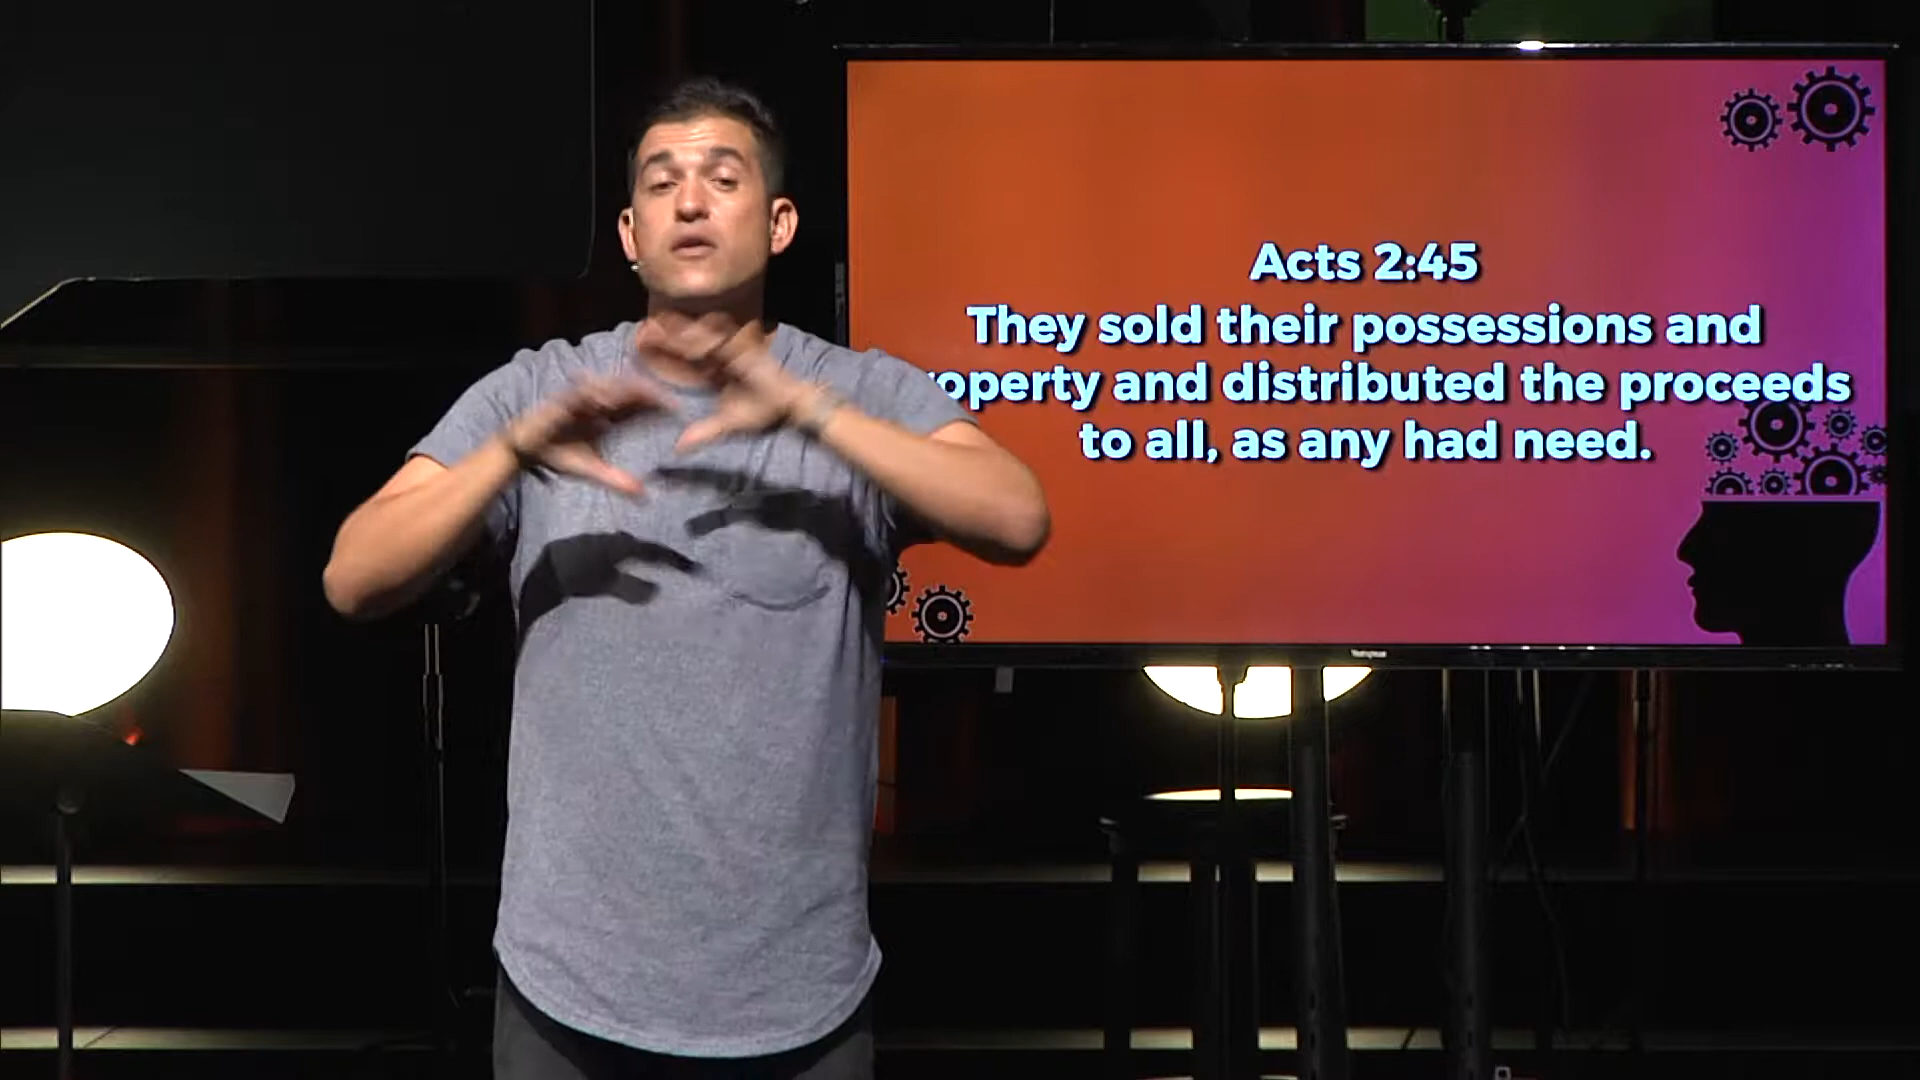 Acts 2:45
They sold their possessions and
operty and distributed the proceeds
to all, as any had need.